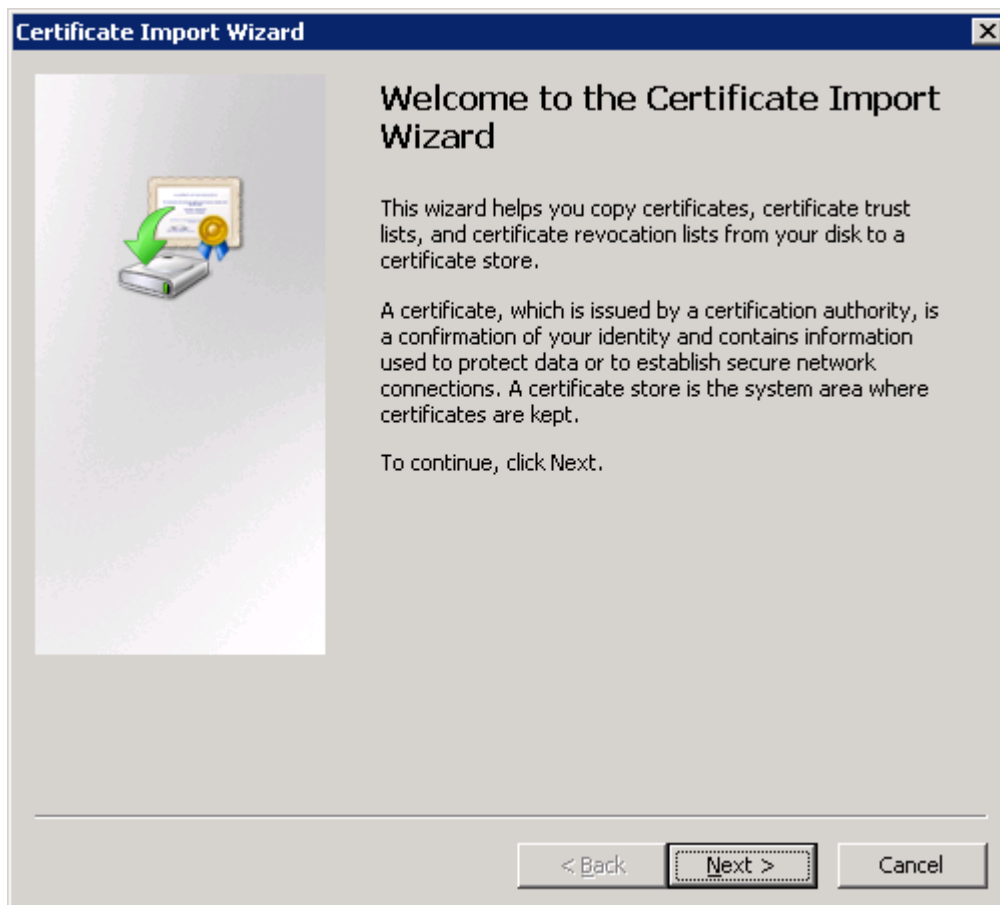 Certificate Import Wizard
Welcome to the Certificate Import
Wizard
This wizard helps you copy certificates, certificate trust
lists, and certificate revocation lists from your disk to a
certificate store.
A certificate, which is issued by a certification authority, is
a confirmation of your identity and contains information
used to protect data or to establish secure network
connections. A certificate store is the system area where
certificates are kept.
To continue, click Next.
< Back
Next >
Cancel